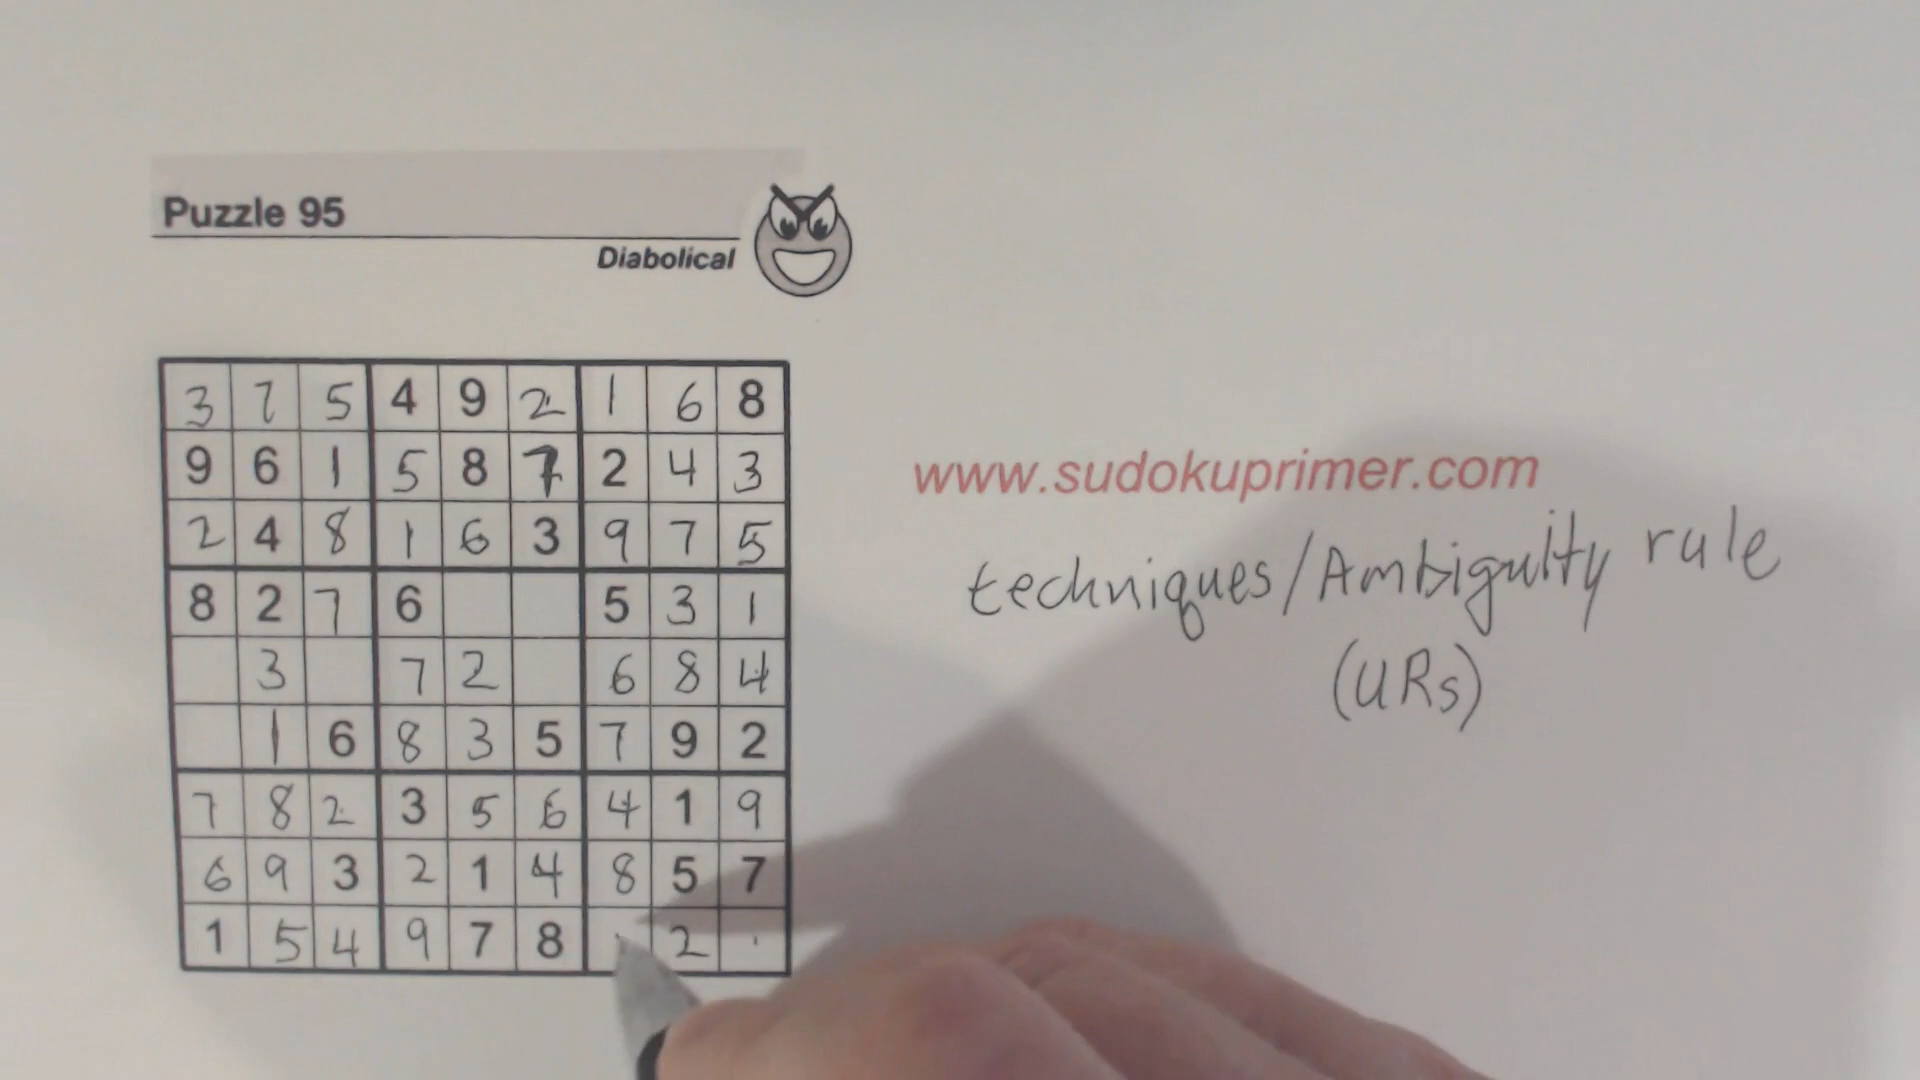 Puzzle 95
Diabolical
3 7 5 4 9 2 1 6 8
9 6 1 5 8 7 2 4 3
2 4 8 1 6 3 9 7 5
8 2 7 6 5 3 1
3 7 2 6 8 4
1 6 8 3 5 7 9 2
7 8 2 3 5 6 4 1 9
6 9 3 2 1 4 8 5 7
1 5 4 9 7 8 2
www.sudokuprimer.com
techniques/Ambiguity rule
(URs)